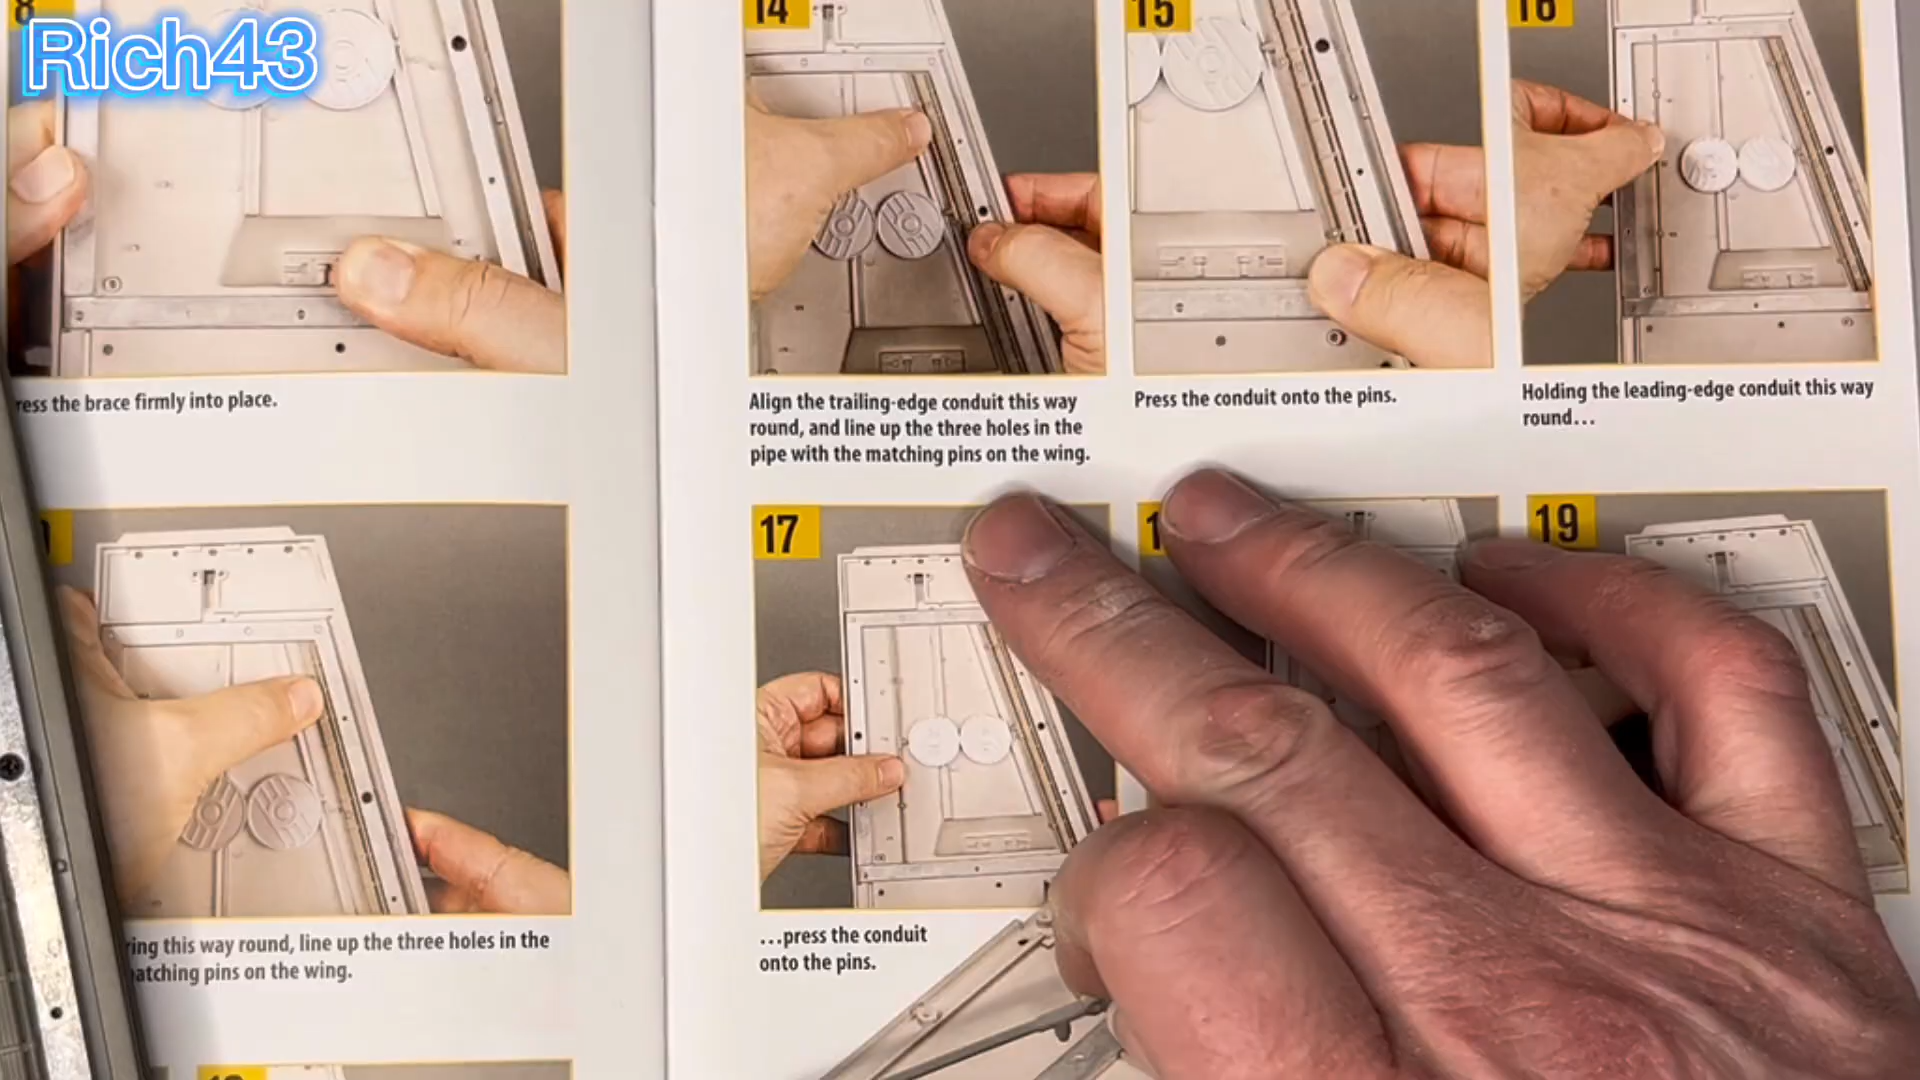 Rich43
8
14
15
16
ress the brace firmly into place.
Align the trailing-edge conduit this way
round, and line up the three holes in the
pipe with the matching pins on the wing.
Press the conduit onto the pins.
Holding the leading-edge conduit this way
round...
17
1
19
ring this way round, line up the three holes in the
atching pins on the wing.
...press the conduit
onto the pins.